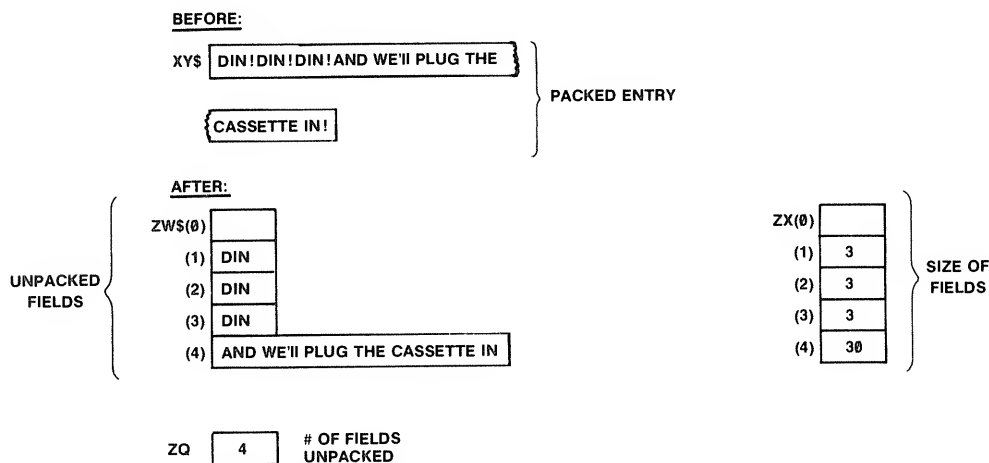 BEFORE:
XY$ DIN!DIN!DIN!AND WE'll PLUG THE
PACKED ENTRY
CASSETTE IN!
AFTER:
ZW$(0) ZX(0)
(1) DIN (1) 3
UNPACKED FIELDS (2) DIN (2) 3 SIZE OF FIELDS
(3) DIN (3) 3
(4) AND WE'll PLUG THE CASSETTE IN (4) 30
ZQ 4 # OF FIELDS
UNPACKED